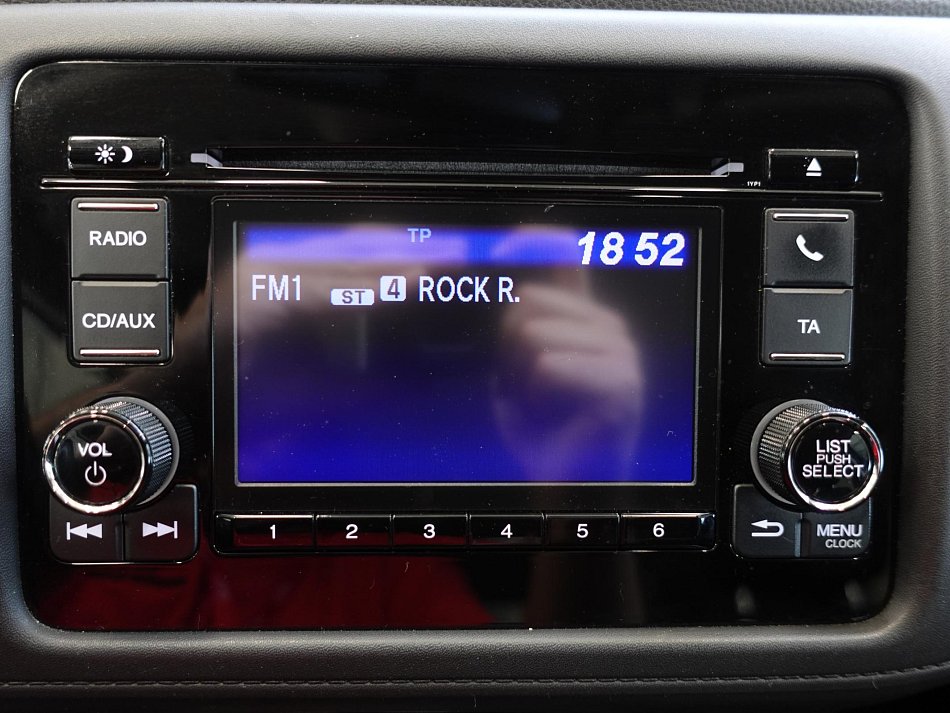 RADIO
CD/AUX
TP
18 52
FM1 ST 4 ROCK R.
TA
VOL
LIST
PUSH
SELECT
1 2 3 4 5 6
MENU
CLOCK